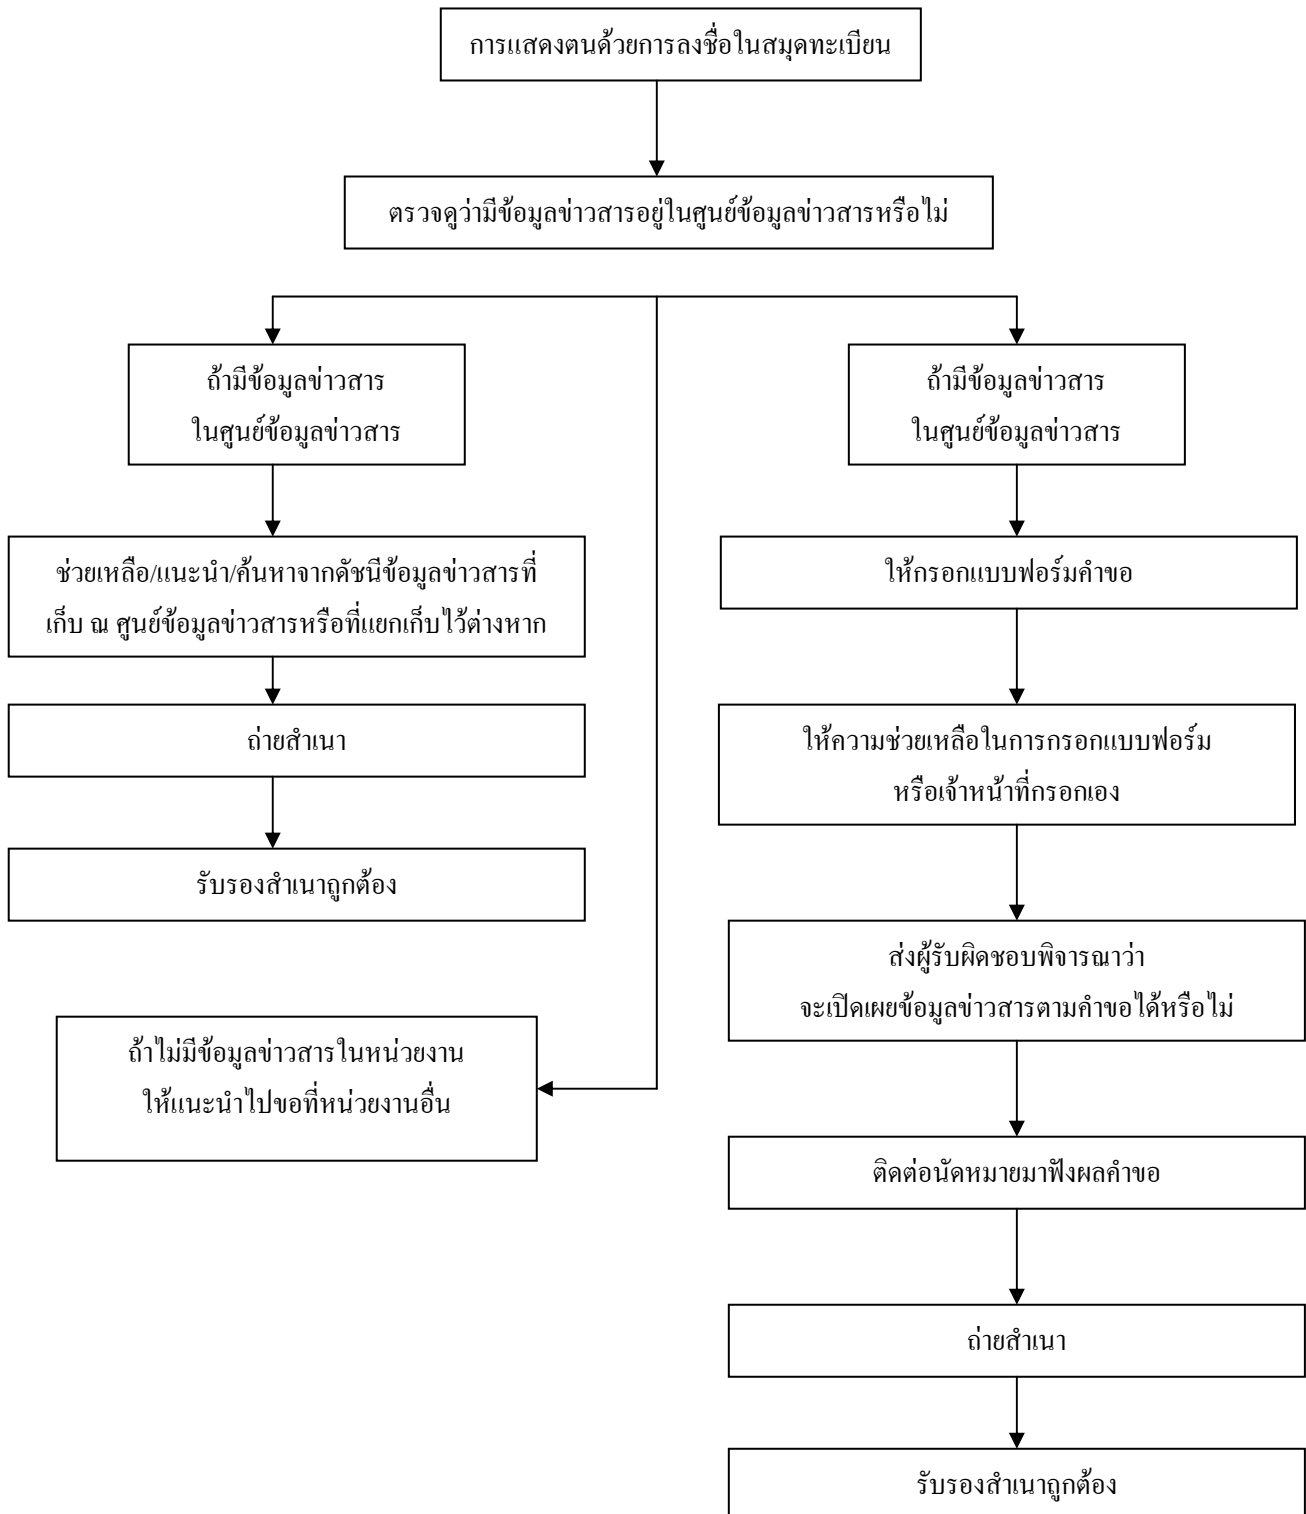 การแสดงตนด้วยการลงชื่อในสมุดทะเบียน
ตรวจดูว่ามีข้อมูลข่าวสารอยู่ในศูนย์ข้อมูลข่าวสารหรือไม่
ถ้ามีข้อมูลข่าวสาร
ในศูนย์ข้อมูลข่าวสาร
ช่วยเหลือ/แนะนำ/ค้นหาจากดัชนีข้อมูลข่าวสารที่
เก็บ ณ ศูนย์ข้อมูลข่าวสารหรือที่แยกเก็บไว้ต่างหาก
ถ่ายสำเนา
รับรองสำเนาถูกต้อง
ถ้าไม่มีข้อมูลข่าวสารในหน่วยงาน
ให้แนะนำไปขอที่หน่วยงานอื่น
ถ้ามีข้อมูลข่าวสาร
ในศูนย์ข้อมูลข่าวสาร
ให้กรอกแบบฟอร์มคำขอ
ให้ความช่วยเหลือในการกรอกแบบฟอร์ม
หรือเจ้าหน้าที่กรอกเอง
ส่งผู้รับผิดชอบพิจารณาว่า
จะเปิดเผยข้อมูลข่าวสารตามคำขอได้หรือไม่
ติดต่อนัดหมายมาฟังผลคำขอ
ถ่ายสำเนา
รับรองสำเนาถูกต้อง